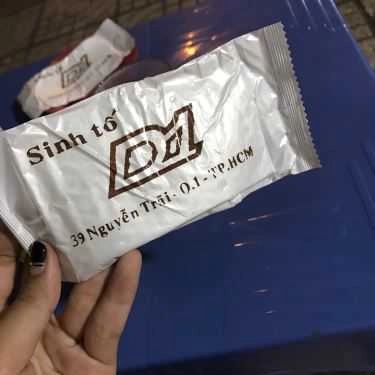 Sinh tố
D1
39 Nguyễn Trãi - Q.1 - TP.HCM